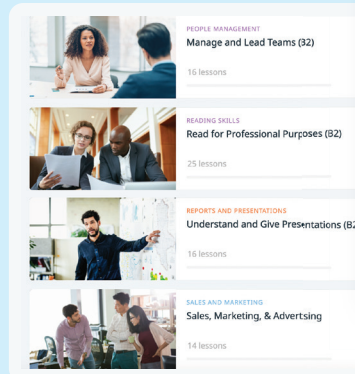 PEOPLE MANAGEMENT
Manage and Lead Teams (B2)
16 lessons
READING SKILLS
Read for Professional Purposes (B2)
25 lessons
REPORTS AND PRESENTATIONS
Understand and Give Presentations (B2
16 lessons
SALES AND MARKETING
Sales, Marketing, & Advertsing
14 lessons